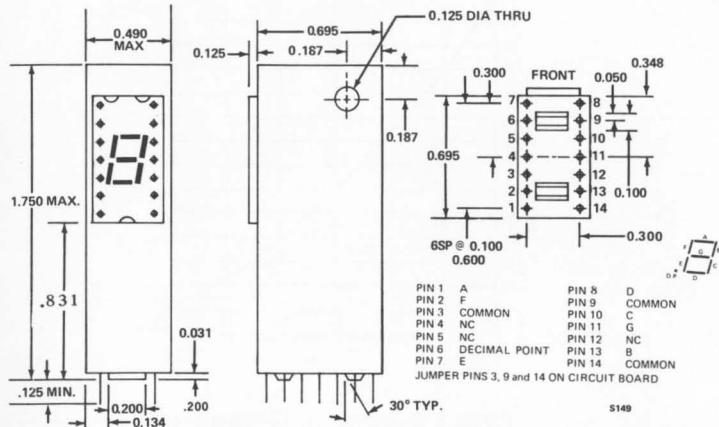 0.490
MAX
0.695
0.125
0.187
0.125 DIA THRU
0.187
1.750 MAX.
.831
0.031
.125 MIN.
0.200
.200
0.134
30° TYP.
0.300
FRONT
0.348
0.050
7
8
6
9
5
10
4
11
3
12
2
13
1
14
0.695
0.100
6SP @ 0.100
0.600
0.300
A
F
G
E
C
D
DP
PIN 1 A
PIN 2 F
PIN 3 COMMON
PIN 4 NC
PIN 5 NC
PIN 6 DECIMAL POINT
PIN 7 E
PIN 8 D
PIN 9 COMMON
PIN 10 C
PIN 11 G
PIN 12 NC
PIN 13 B
PIN 14 COMMON
JUMPER PINS 3, 9 and 14 ON CIRCUIT BOARD
S149